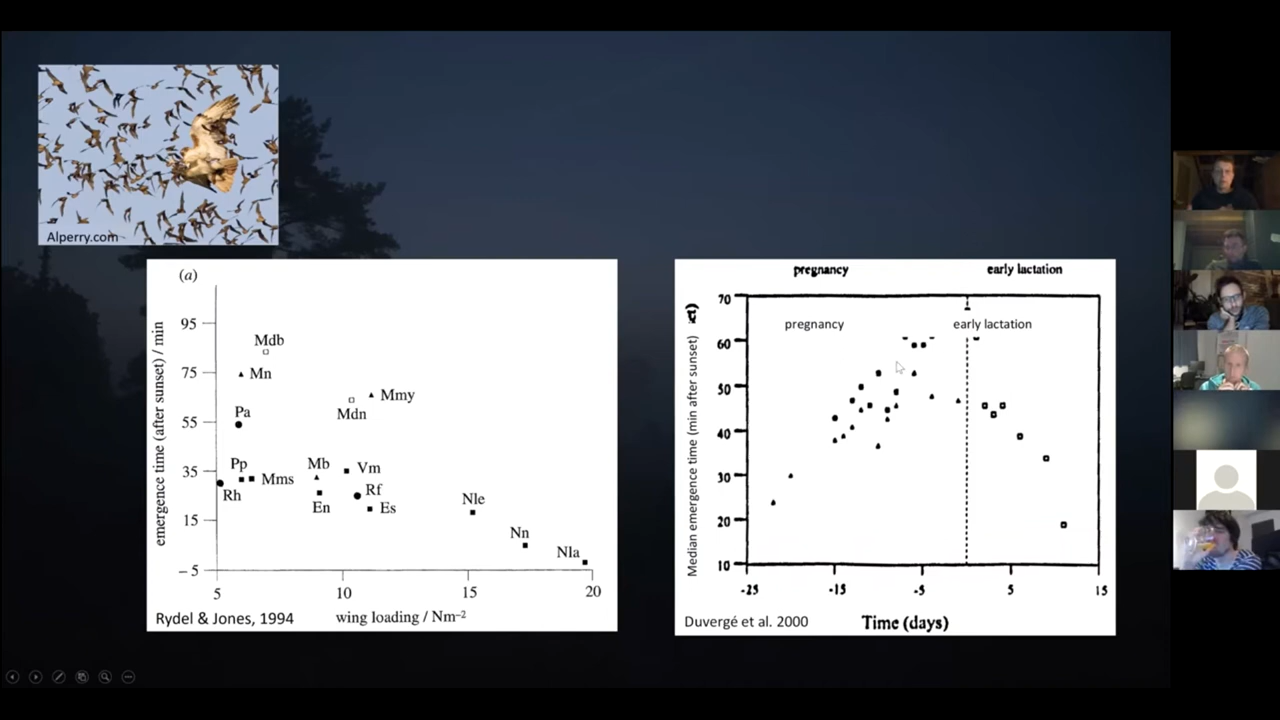 Alperry.com
(a)
emergence time (after sunset) / min
95
75
55
35
15
– 5
Mdb
Mn
Mmy
Mdn
Pa
Pp
Mms
Rh
Mb
Vm
En
Rf
Es
Nle
Nn
Nla
5
10
15
20
wing loading / Nm⁻²
Rydel & Jones, 1994
pregnancy
early lactation
Median emergence time (min after sunset)
70
60
50
40
30
20
10
pregnancy
early lactation
-25
-15
-5
5
15
Time (days)
Duvergé et al. 2000